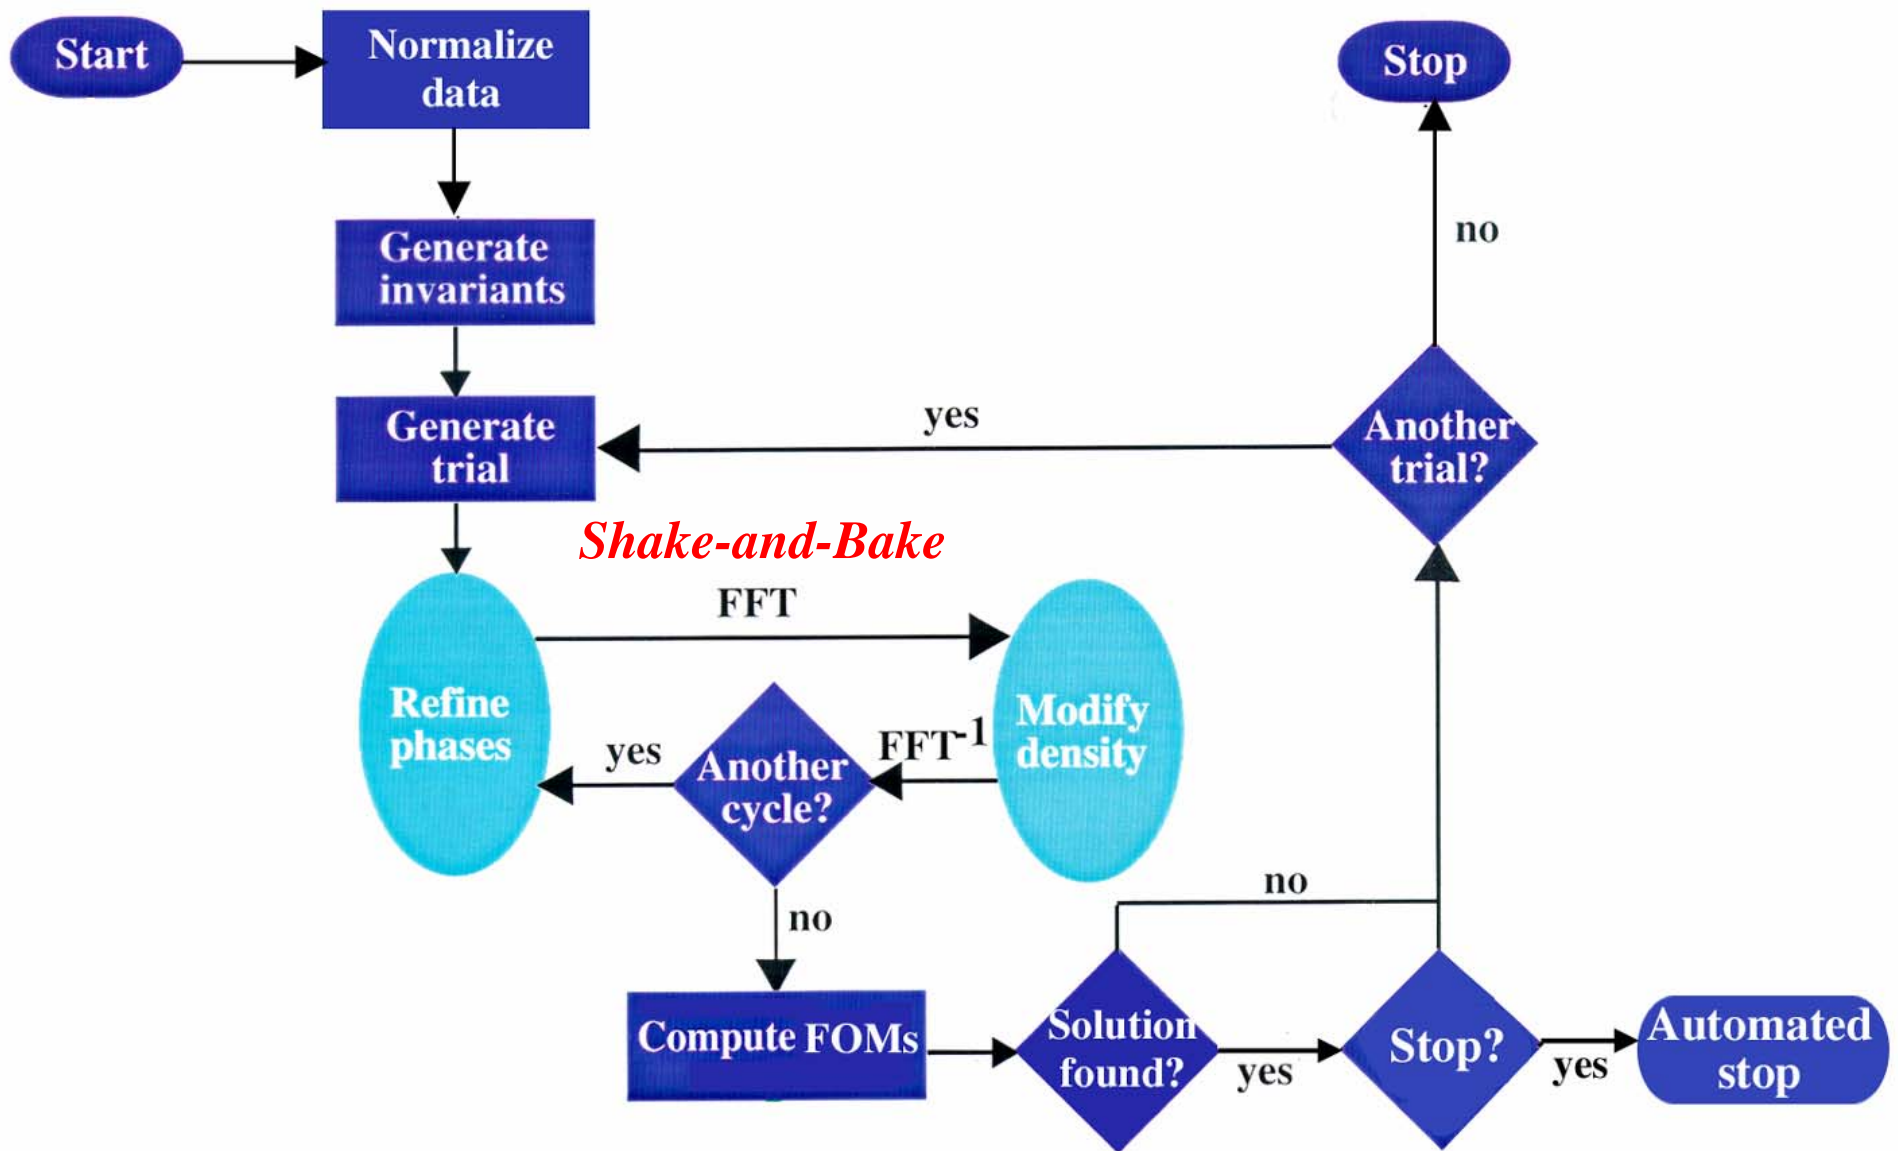 Start
Normalize
data
Stop
no
Generate
invariants
Generate
trial
yes
Another
trial?
Shake-and-Bake
FFT
Refine
phases
yes
Another
cycle?
FFT-1
Modify
density
no
no
Compute FOMs
Solution
found?
yes
Stop?
yes
Automated
stop